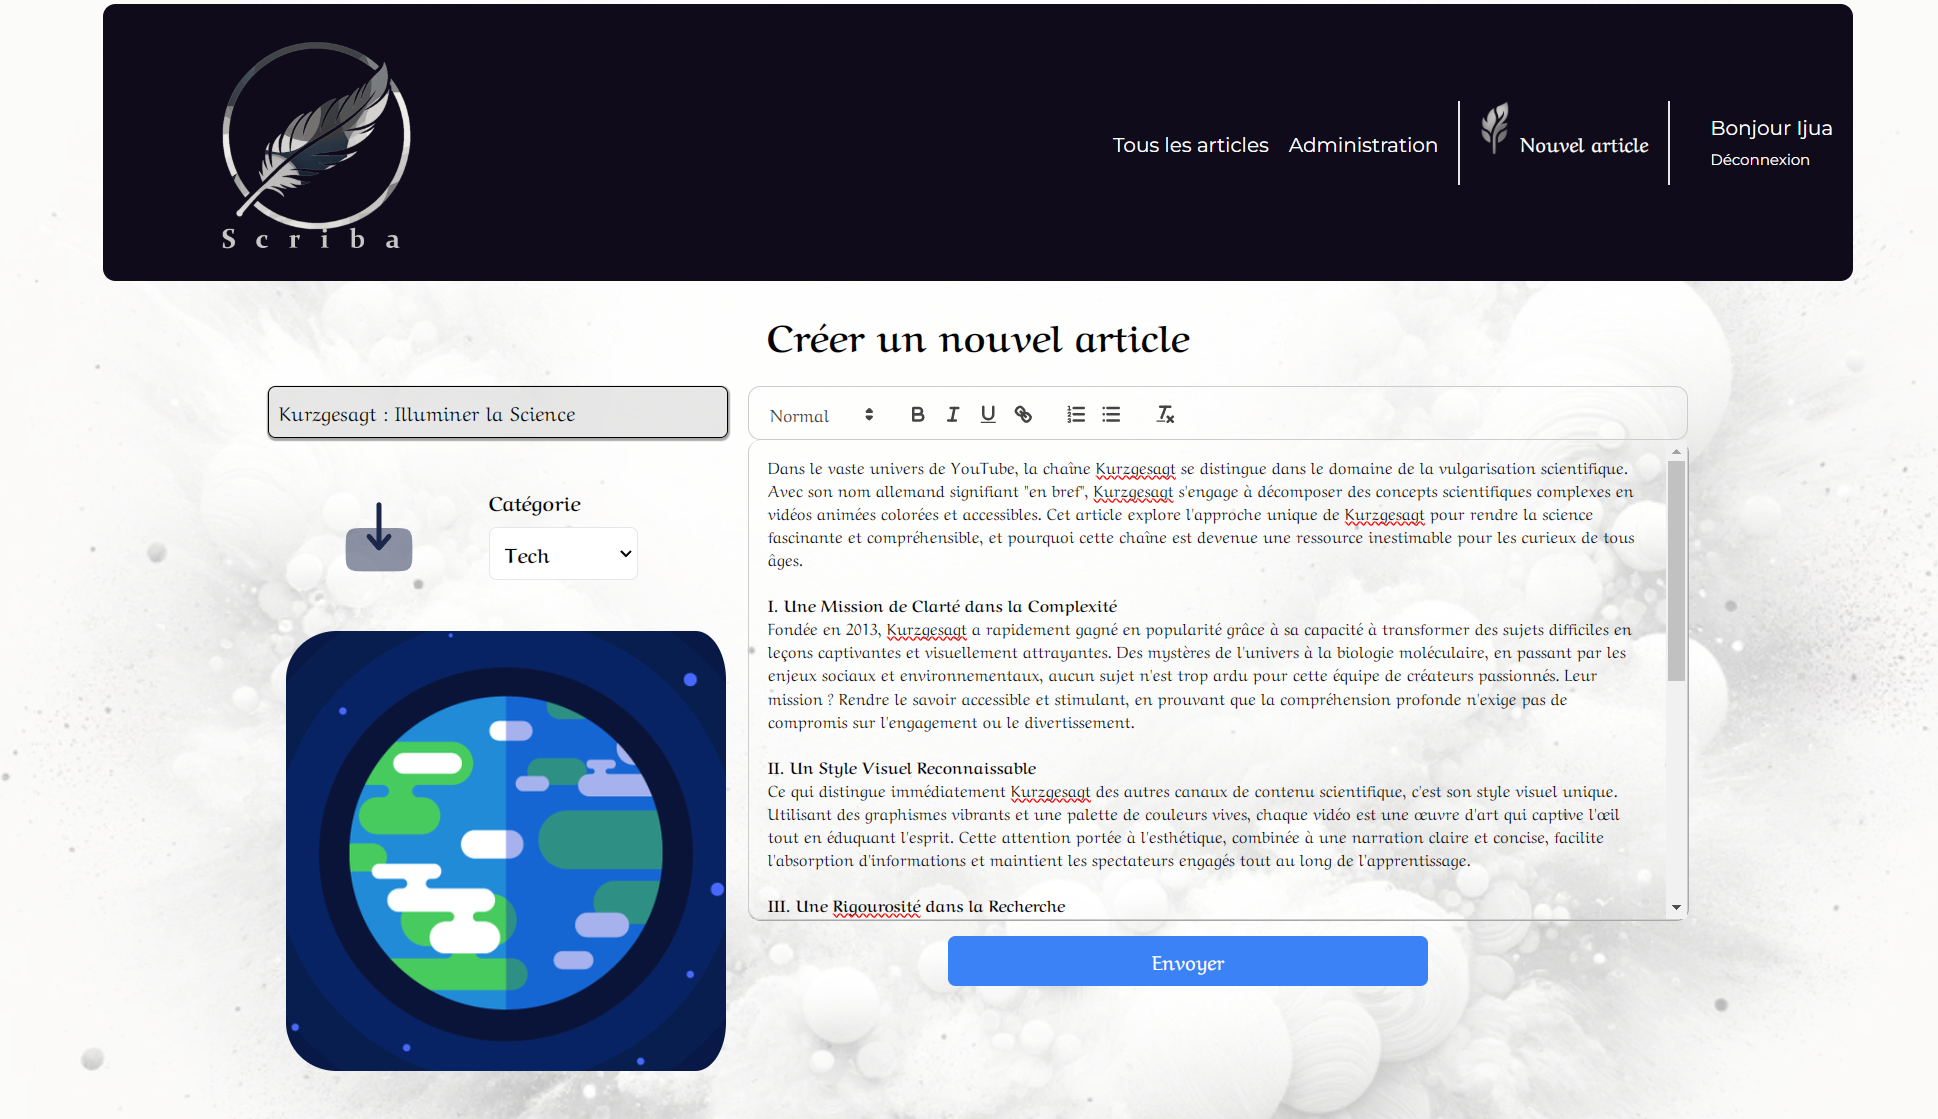 Scriba
Tous les articles
Administration
Nouvel article
Bonjour Ijua
Déconnexion
Créer un nouvel article
Kurzgesagt : Illuminer la Science
Catégorie
Tech
Normal
Dans le vaste univers de YouTube, la chaîne Kurzgesagt se distingue dans le domaine de la vulgarisation scientifique.
Avec son nom allemand signifiant "en bref", Kurzgesagt s'engage à décomposer des concepts scientifiques complexes en
vidéos animées colorées et accessibles. Cet article explore l'approche unique de Kurzgesagt pour rendre la science
fascinante et compréhensible, et pourquoi cette chaîne est devenue une ressource inestimable pour les curieux de tous
âges.
I. Une Mission de Clarté dans la Complexité
Fondée en 2013, Kurzgesagt a rapidement gagné en popularité grâce à sa capacité à transformer des sujets difficiles en
leçons captivantes et visuellement attrayantes. Des mystères de l'univers à la biologie moléculaire, en passant par les
enjeux sociaux et environnementaux, aucun sujet n'est trop ardu pour cette équipe de créateurs passionnés. Leur
mission ? Rendre le savoir accessible et stimulant, en prouvant que la compréhension profonde n'exige pas de
compromis sur l'engagement ou le divertissement.
II. Un Style Visuel Reconnaissable
Ce qui distingue immédiatement Kurzgesagt des autres canaux de contenu scientifique, c'est son style visuel unique.
Utilisant des graphismes vibrants et une palette de couleurs vives, chaque vidéo est une œuvre d'art qui captive l'œil
tout en éduquant l'esprit. Cette attention portée à l'esthétique, combinée à une narration claire et concise, facilite
l'absorption d'informations et maintient les spectateurs engagés tout au long de l'apprentissage.
III. Une Rigourosité dans la Recherche
Envoyer